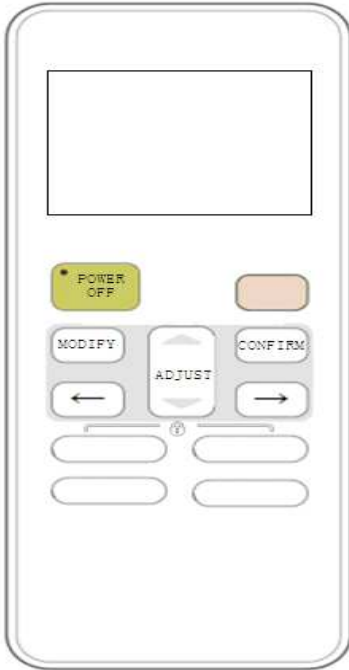 POWER
OFF
MODIFY
CONFIRM
ADJUST
← →